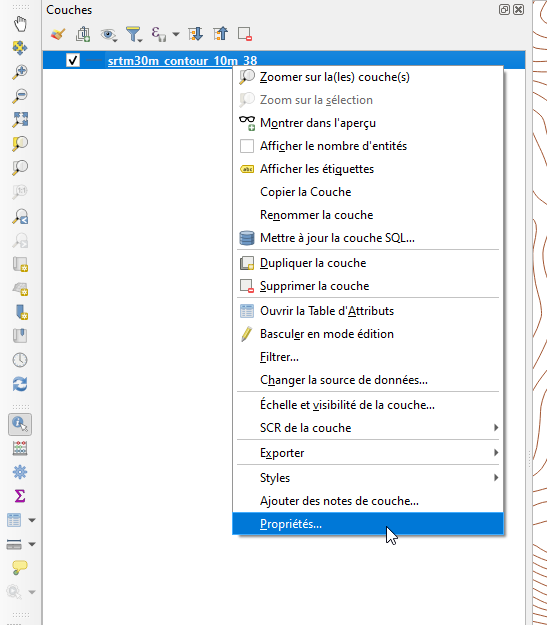 Couches
srtm30m_contour_10m_38
Zoomer sur la(les) couche(s)
Zoom sur la sélection
Montrer dans l'aperçu
Afficher le nombre d'entités
abc Afficher les étiquettes
Copier la Couche
Renommer la couche
Mettre à jour la couche SQL...
Dupliquer la couche
Supprimer la couche
Ouvrir la Table d'Attributs
Basculer en mode édition
Filtrer...
Changer la source de données...
Échelle et visibilité de la couche...
SCR de la couche
Exporter
Styles
Ajouter des notes de couche...
Propriétés...